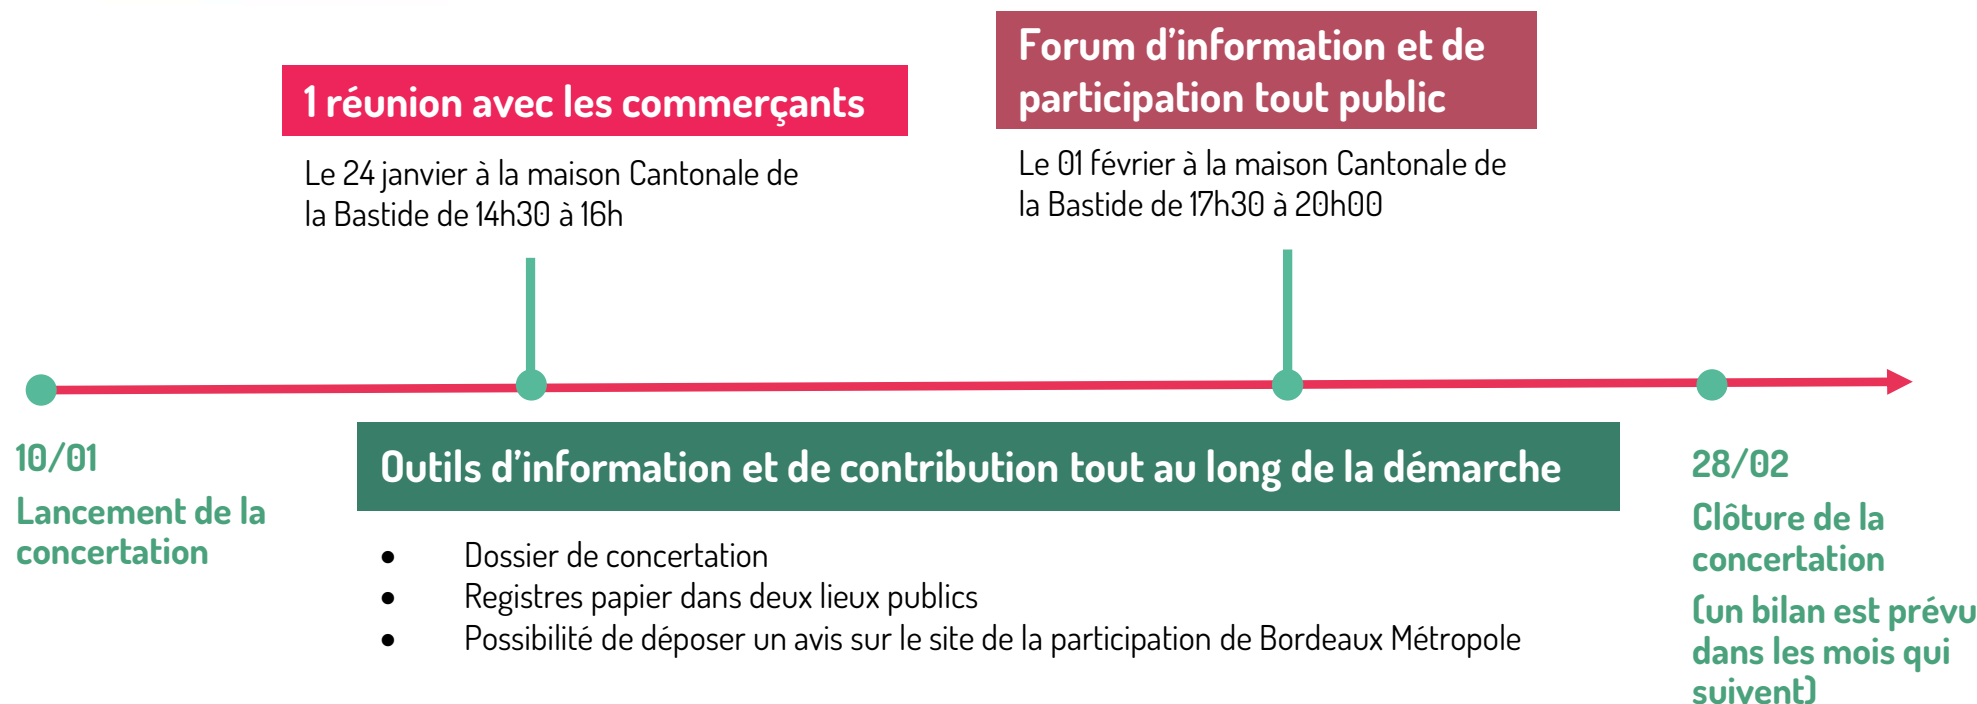 1 réunion avec les commerçants
Le 24 janvier à la maison Cantonale de
la Bastide de 14h30 à 16h
Forum d’information et de
participation tout public
Le 01 février à la maison Cantonale de
la Bastide de 17h30 à 20h00
10/01
Lancement de la
concertation
Outils d’information et de contribution tout au long de la démarche
• Dossier de concertation
• Registres papier dans deux lieux publics
• Possibilité de déposer un avis sur le site de la participation de Bordeaux Métropole
28/02
Clôture de la
concertation
(un bilan est prévu
dans les mois qui
suivent)